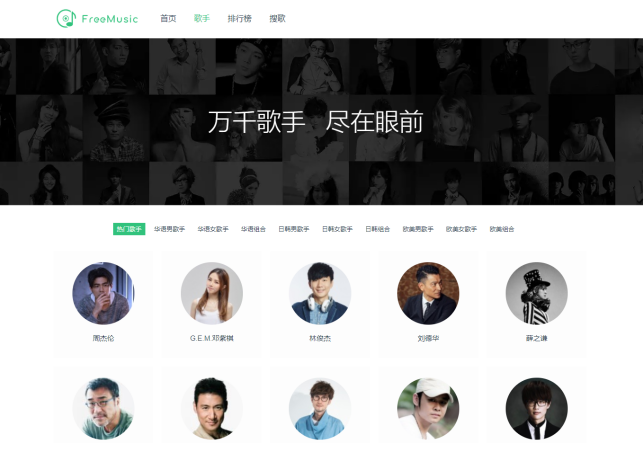 FreeMusic 首页 歌手 排行榜 搜歌
万千歌手 尽在眼前
热门歌手 华语男歌手 华语女歌手 华语组合 日韩男歌手 日韩女歌手 日韩组合 欧美男歌手 欧美女歌手 欧美组合
周杰伦 G.E.M.邓紫棋 林俊杰 刘德华 薛之谦